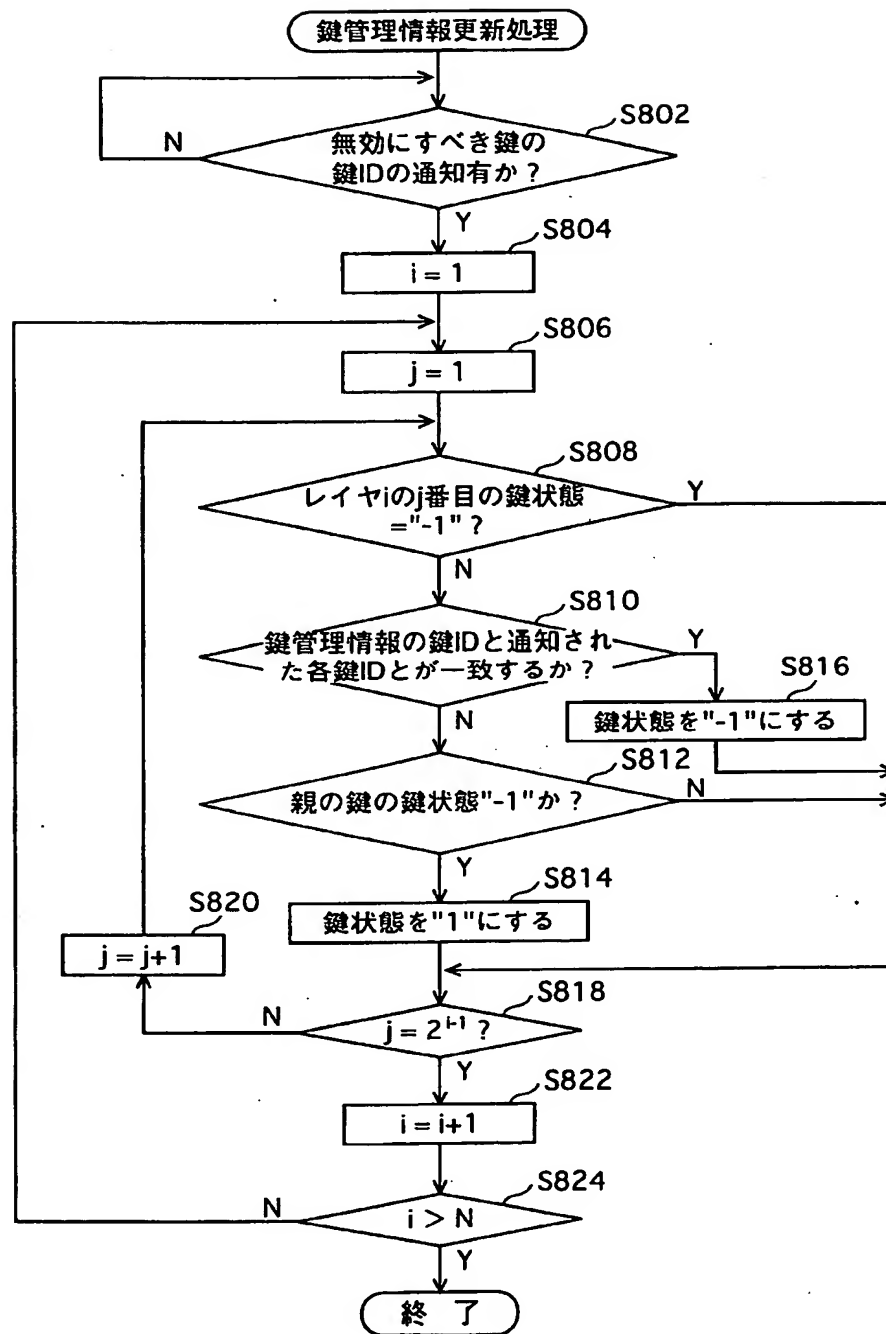 鍵管理情報更新処理
S802
無効にすべき鍵の
鍵IDの通知有か？
N
Y
S804
i = 1
S806
j = 1
S808
レイヤiのj番目の鍵状態
="-1"？
Y
N
S810
鍵管理情報の鍵IDと通知され
た各鍵IDとが一致するか？
Y
N
S816
鍵状態を"-1"にする
S812
親の鍵の鍵状態"-1"か？
N
Y
S814
鍵状態を"1"にする
S820
j = j+1
S818
j = 2^{i-1}？
N
Y
S822
i = i+1
S824
i > N
N
Y
終 了